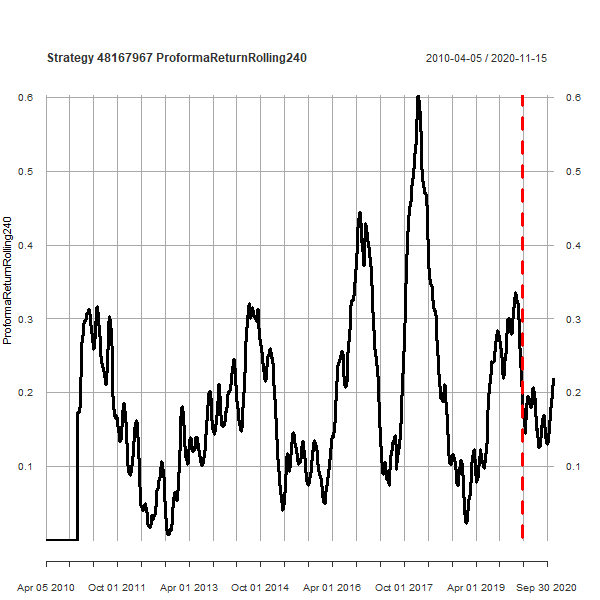 Strategy 48167967 ProformaReturnRolling240
2010-04-05 / 2020-11-15
ProformaReturnRolling240
0.6 0.6
0.5 0.5
0.4 0.4
0.3 0.3
0.2 0.2
0.1 0.1
Apr 05 2010 Oct 01 2011 Apr 01 2013 Oct 01 2014 Apr 01 2016 Oct 02 2017 Apr 01 2019 Sep 30 2020